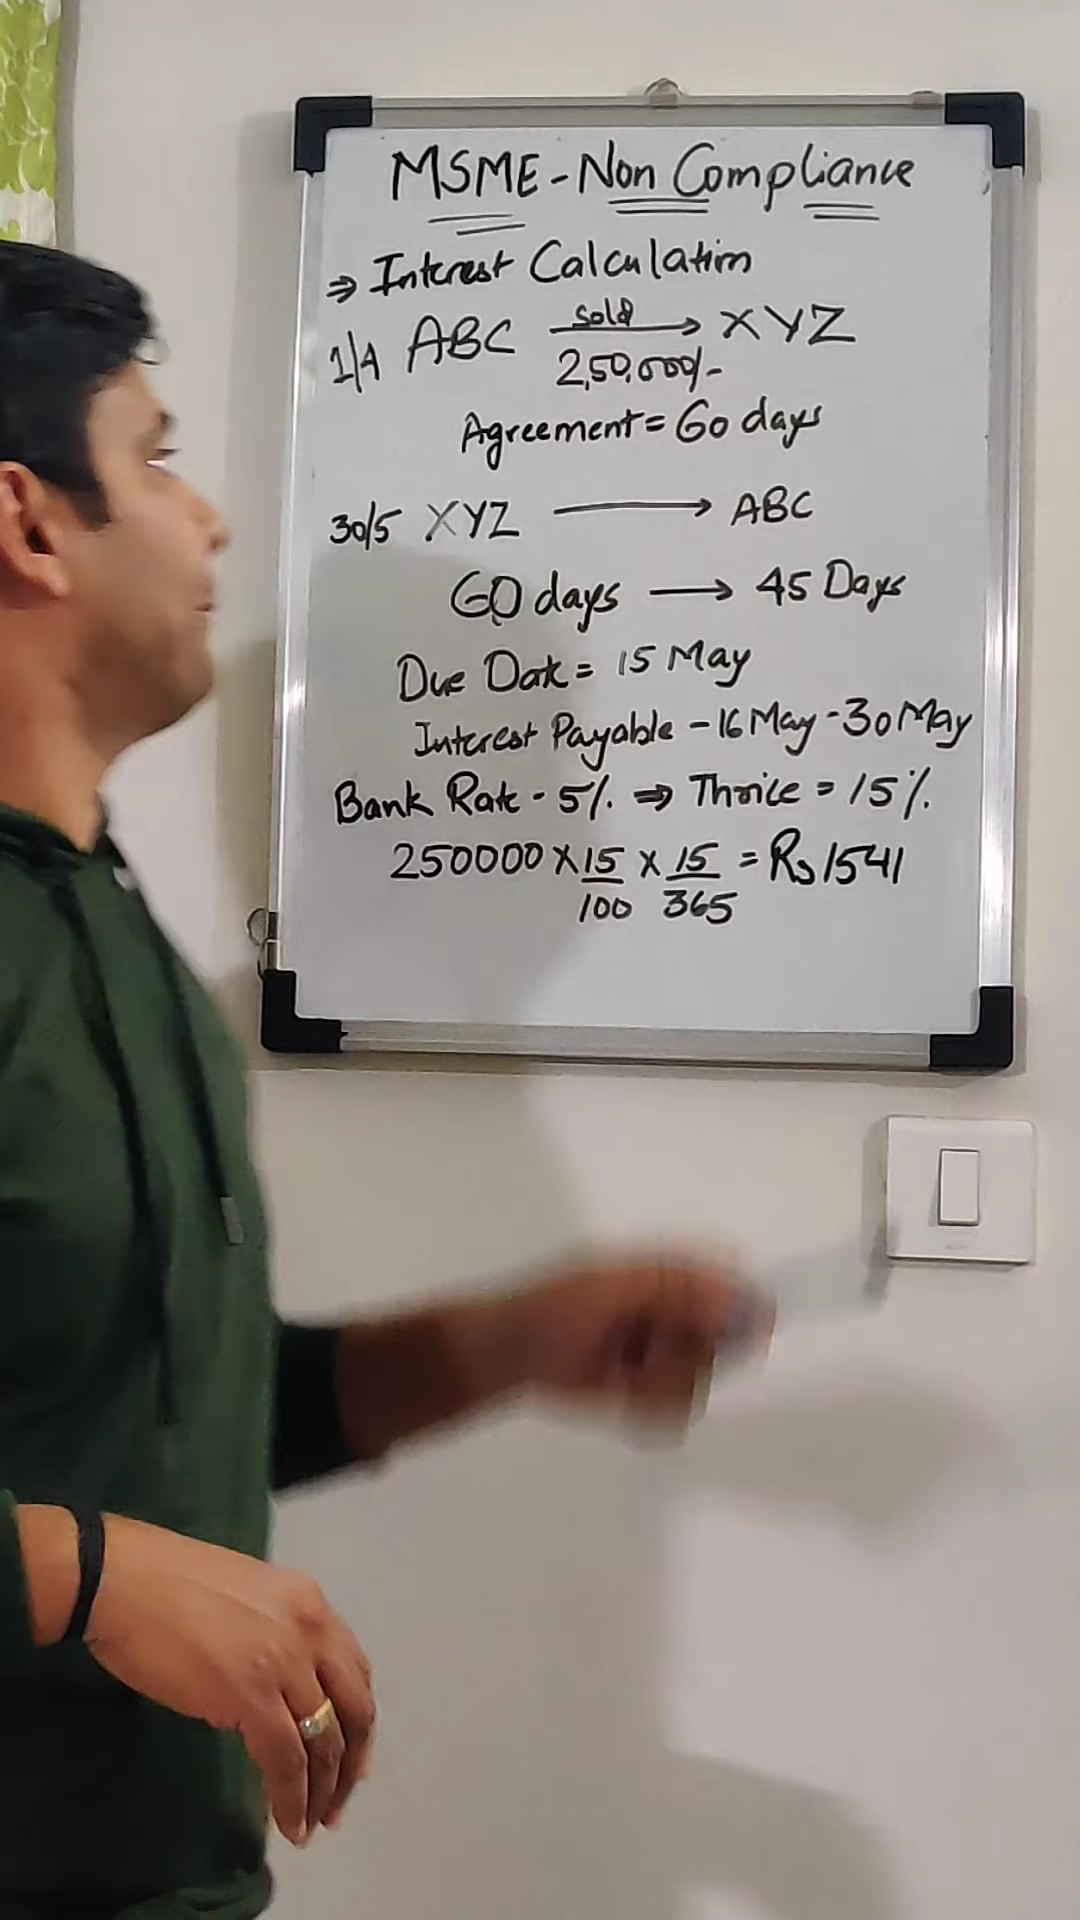 MSME - Non Compliance
⇒ Interest Calculation
1/4 ABC sold → XYZ
2,50,000/-
Agreement = 60 days
30/5 XYZ → ABC
60 days → 45 Days
Due Date = 15 May
Interest Payable - 16 May - 30 May
Bank Rate - 5% ⇒ Thrice = 15%
250000 × 15/100 × 15/365 = Rs 1541